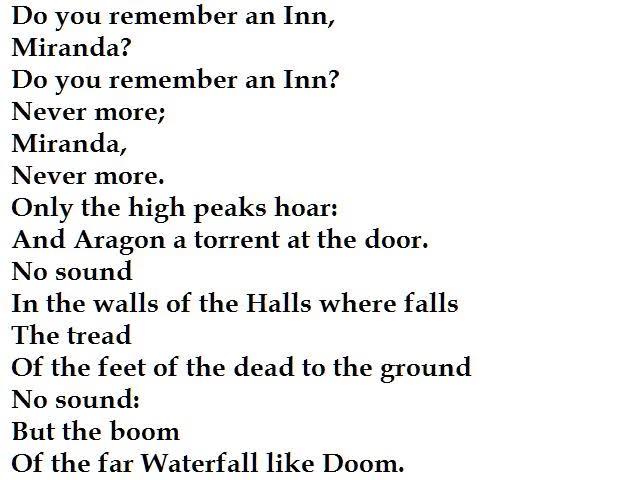 Do you remember an Inn,
Miranda?
Do you remember an Inn?
Never more;
Miranda,
Never more.
Only the high peaks hoar:
And Aragon a torrent at the door.
No sound
In the walls of the Halls where falls
The tread
Of the feet of the dead to the ground
No sound:
But the boom
Of the far Waterfall like Doom.